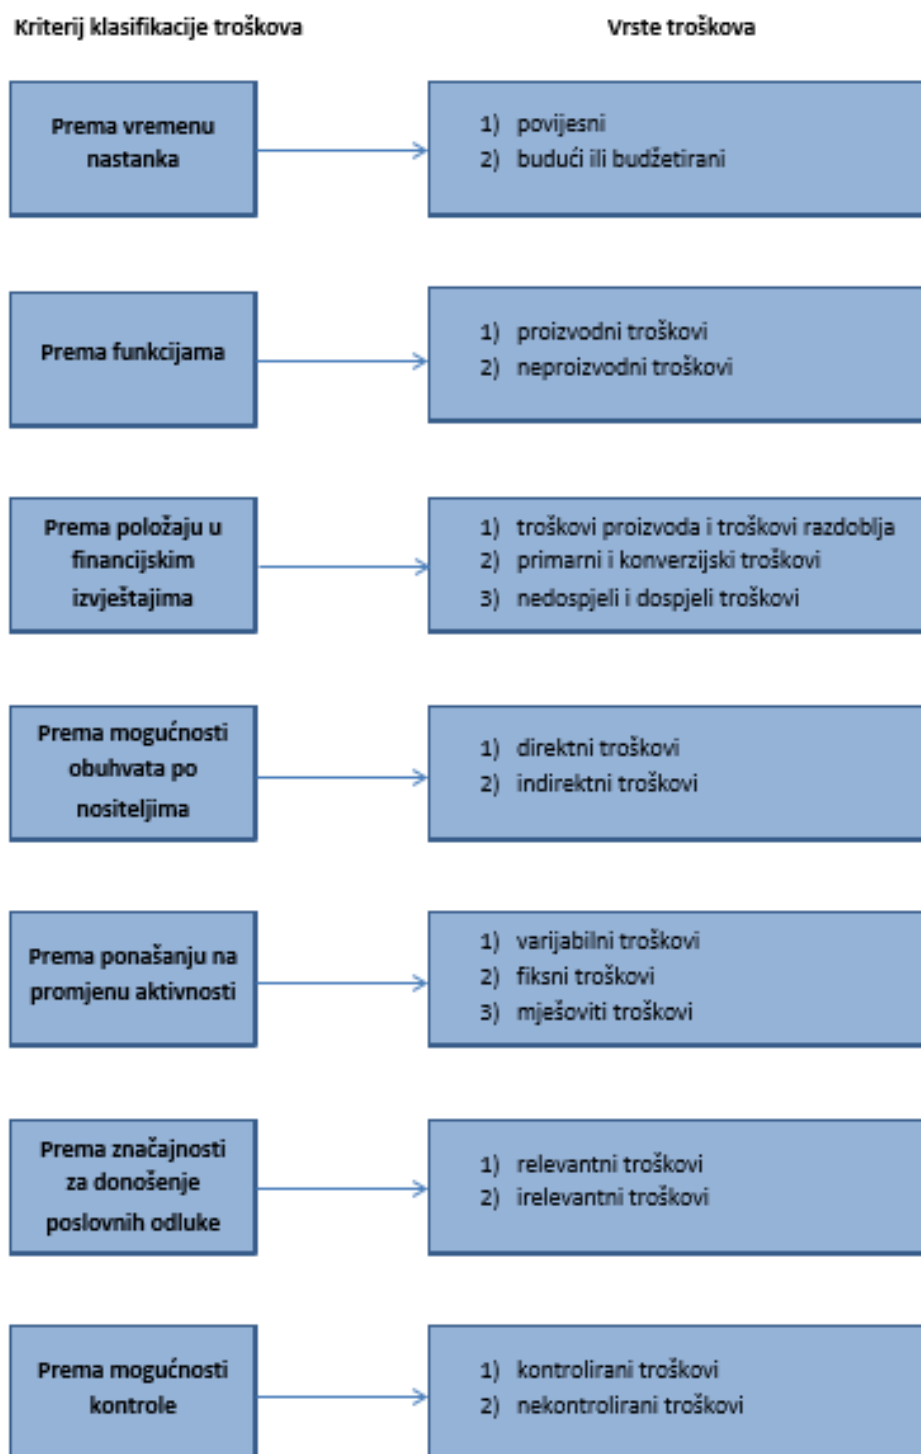 Kriterij klasifikacije troškova
Vrste troškova
Prema vremenu
nastanka
1) povijesni
2) budući ili budžetirani
Prema funkcijama
1) proizvodni troškovi
2) neproizvodni troškovi
Prema položaju u
financijskim
izvještajima
1) troškovi proizvoda i troškovi razdoblja
2) primarni i konverzijski troškovi
3) nedospjeli i dospjeli troškovi
Prema mogućnosti
obuhvata po
nositeljima
1) direktni troškovi
2) indirektni troškovi
Prema ponašanju na
promjenu aktivnosti
1) varijabilni troškovi
2) fiksni troškovi
3) mješoviti troškovi
Prema značajnosti
za donošenje
poslovnih odluke
1) relevantni troškovi
2) irelevantni troškovi
Prema mogućnosti
kontrole
1) kontrolirani troškovi
2) nekontrolirani troškovi